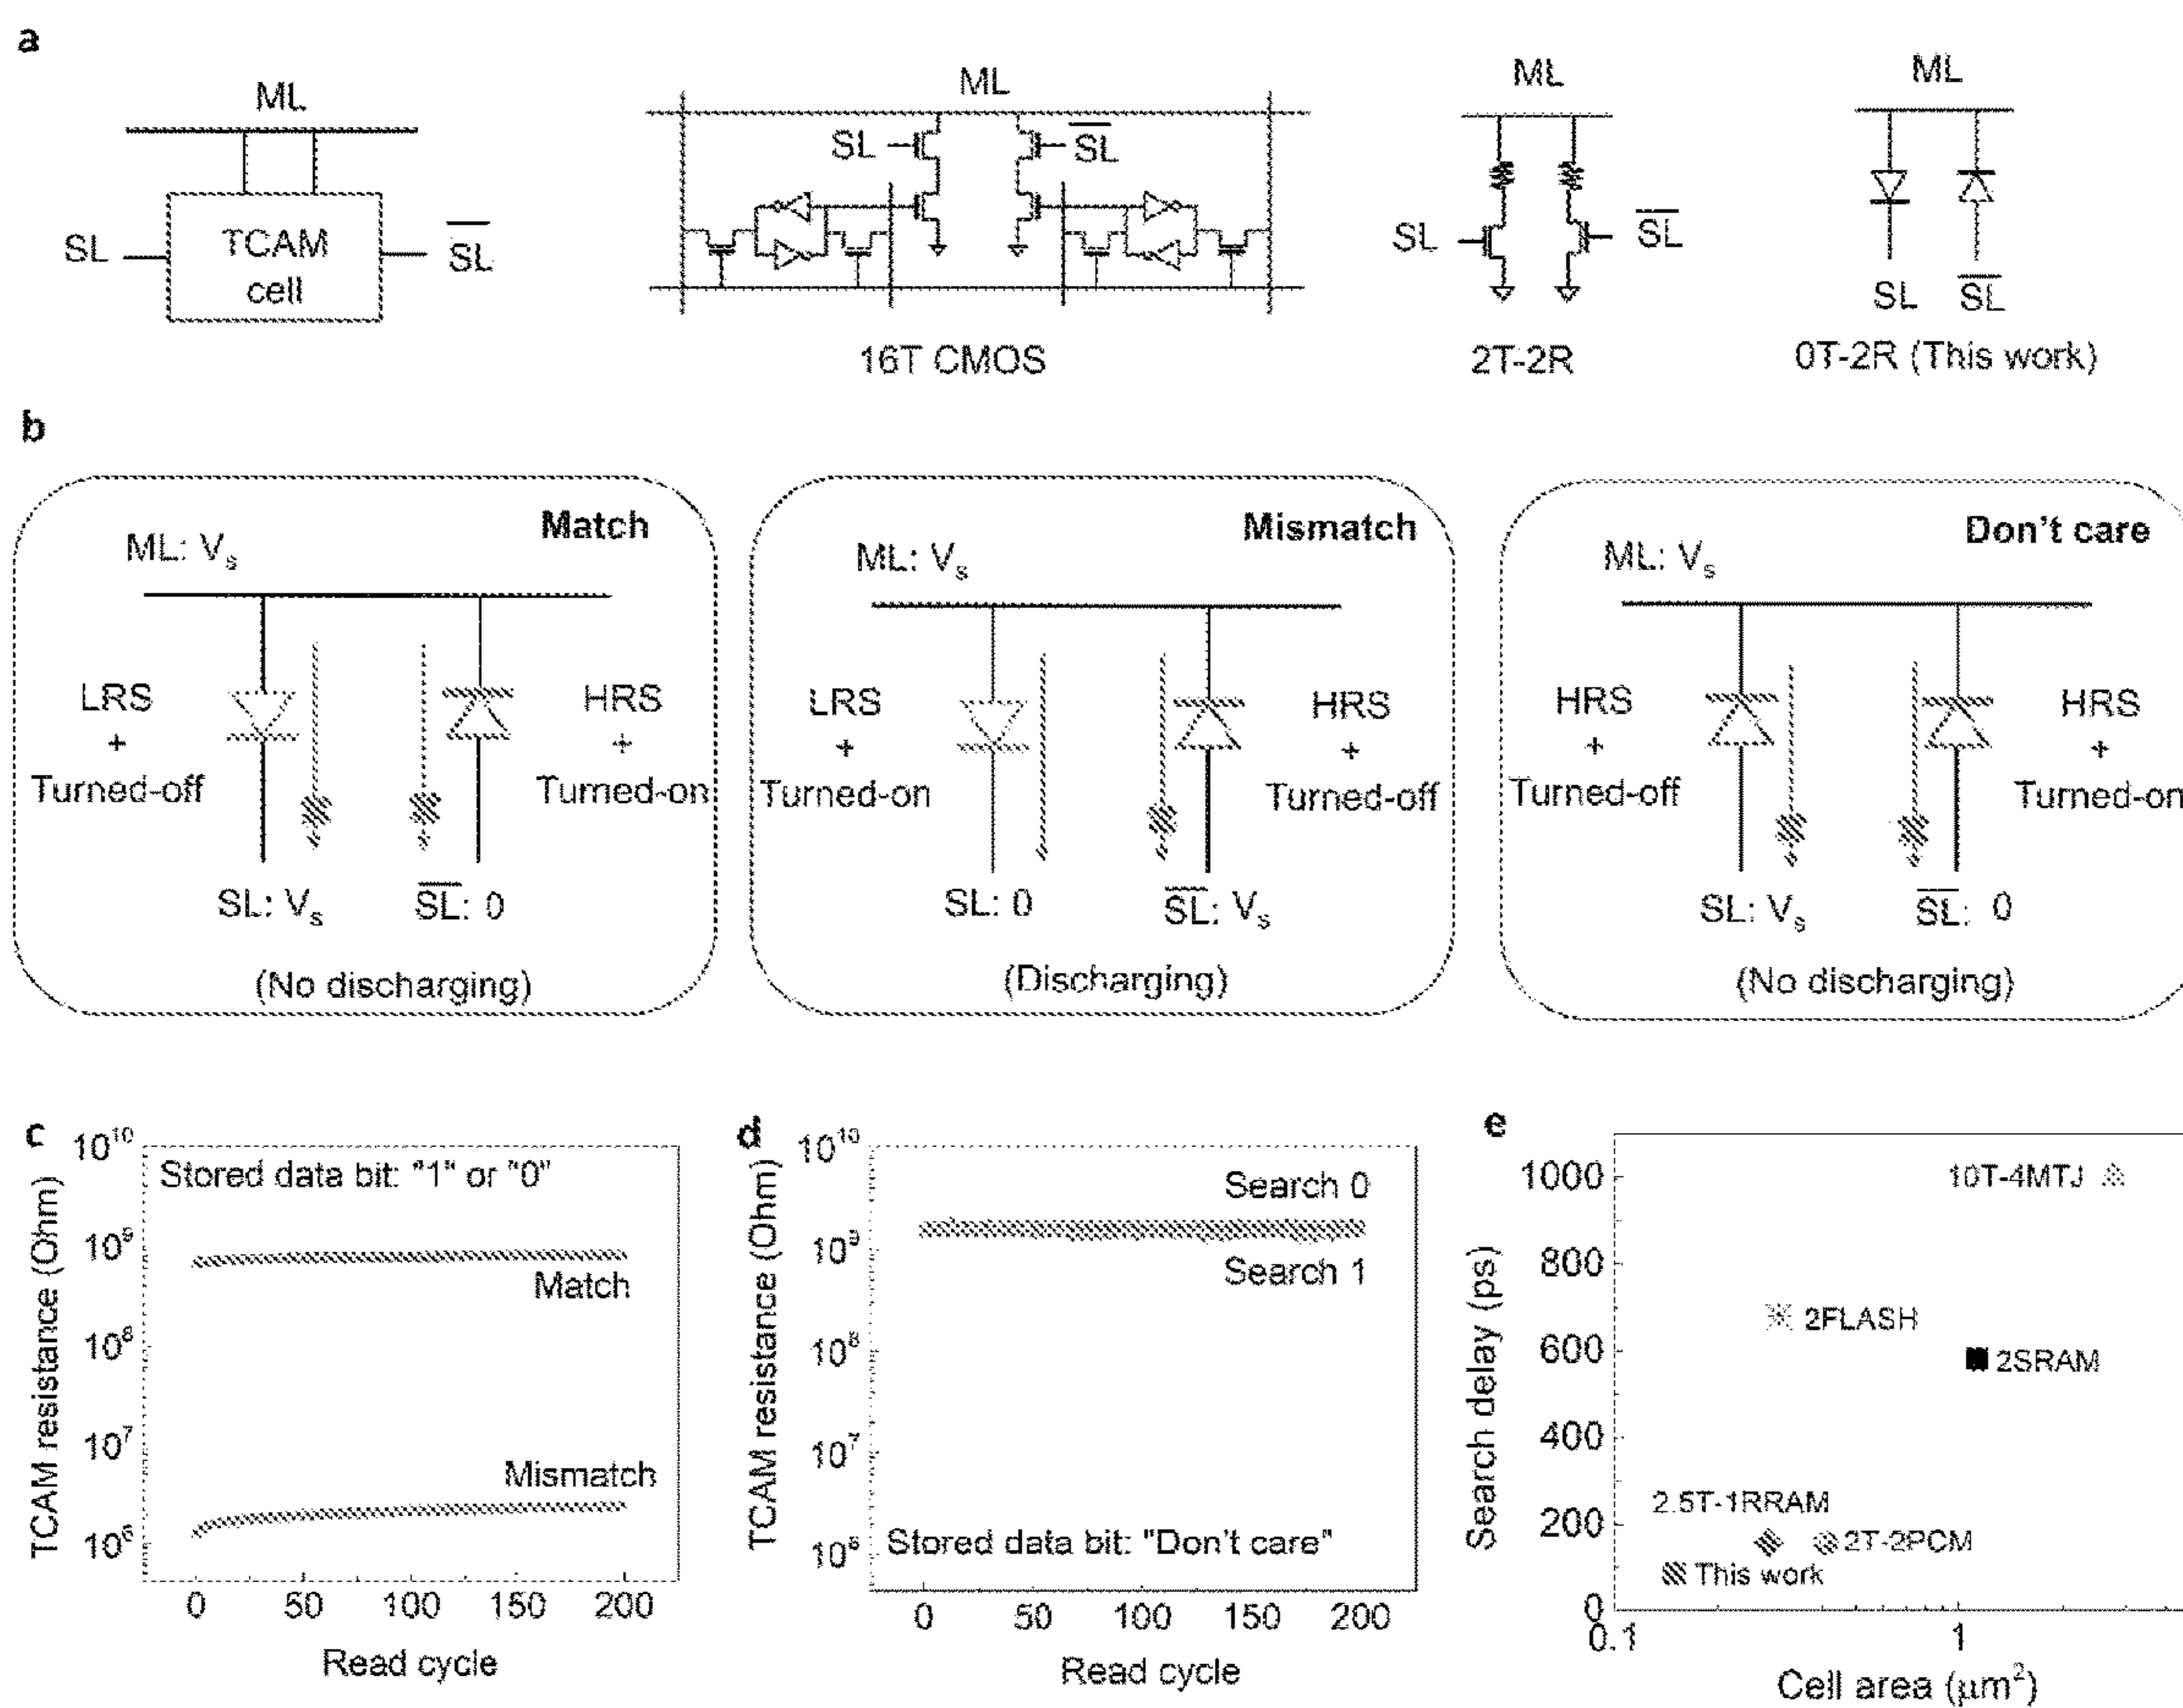 a
ML
SL
TCAM
cell
S̅L̅
ML
SL
S̅L̅
16T CMOS
ML
SL
S̅L̅
2T-2R
ML
SL
S̅L̅
0T-2R (This work)
b
Match
ML: Vₛ
LRS
+
Turned-off
HRS
+
Turned-on
SL: Vₛ
S̅L̅: 0
(No discharging)
Mismatch
ML: Vₛ
LRS
+
Turned-on
HRS
+
Turned-off
SL: 0
S̅L̅: Vₛ
(Discharging)
Don't care
ML: Vₛ
HRS
+
Turned-off
HRS
+
Turned-on
SL: Vₛ
S̅L̅: 0
(No discharging)
c
TCAM resistance (Ohm)
10¹⁰
10⁹
10⁸
10⁷
10⁶
Stored data bit: "1" or "0"
Match
Mismatch
0 50 100 150 200
Read cycle
d
TCAM resistance (Ohm)
10¹⁰
10⁹
10⁸
10⁷
10⁶
Search 0
Search 1
Stored data bit: "Don't care"
0 50 100 150 200
Read cycle
e
Search delay (ps)
1000
800
600
400
200
0
10T-4MTJ
2FLASH
2SRAM
2.5T-1RRAM
2T-2PCM
This work
0.1 1
Cell area (μm²)